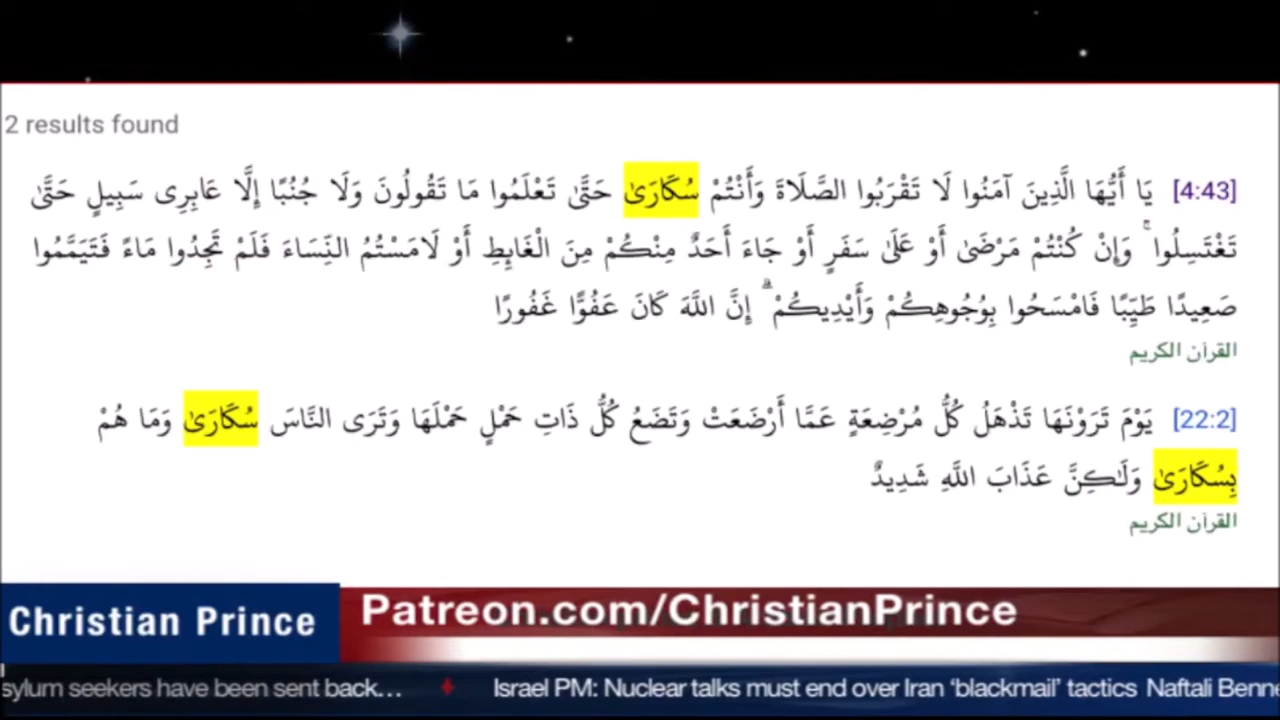 2 results found
[4:43] يَا أَيُّهَا الَّذِينَ آمَنُوا لَا تَقْرَبُوا الصَّلَاةَ وَأَنْتُمْ سُكَارَىٰ حَتَّىٰ تَعْلَمُوا مَا تَقُولُونَ وَلَا جُنُبًا إِلَّا عَابِرِى سَبِيلٍ حَتَّىٰ
تَغْتَسِلُوا ۚ وَإِنْ كُنْتُمْ مَرْضَىٰ أَوْ عَلَىٰ سَفَرٍ أَوْ جَاءَ أَحَدٌ مِنْكُمْ مِنَ الْغَايِطِ أَوْ لَامَسْتُمُ النِّسَاءَ فَلَمْ تَجِدُوا مَاءً فَتَيَمَّمُوا
صَعِيدًا طَيِّبًا فَامْسَحُوا بِوُجُوهِكُمْ وَأَيْدِيكُمْ ۗ إِنَّ اللَّهَ كَانَ عَفُوًّا غَفُورًا
القرآن الكريم
[22:2] يَوْمَ تَرَوْنَهَا تَذْهَلُ كُلُّ مُرْضِعَةٍ عَمَّا أَرْضَعَتْ وَتَضَعُ كُلُّ ذَاتِ حَمْلٍ حَمْلَهَا وَتَرَى النَّاسَ سُكَارَىٰ وَمَا هُمْ
بِسُكَارَىٰ وَلَٰكِنَّ عَذَابَ اللَّهِ شَدِيدٌ
القرآن الكريم
Christian Prince
Patreon.com/ChristianPrince
sylum seekers have been sent back... ♦ Israel PM: Nuclear talks must end over Iran ‘blackmail’ tactics Naftali Benne